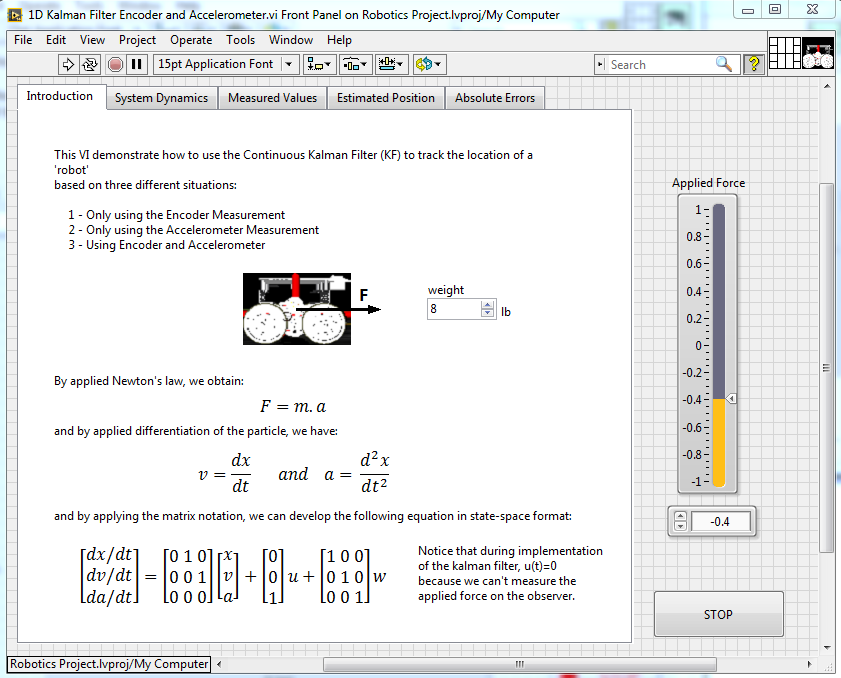 1D Kalman Filter Encoder and Accelerometer.vi Front Panel on Robotics Project.lvproj/My Computer
File Edit View Project Operate Tools Window Help
15pt Application Font
Search
?
Introduction System Dynamics Measured Values Estimated Position Absolute Errors
This VI demonstrate how to use the Continuous Kalman Filter (KF) to track the location of a
'robot'
based on three different situations:
1 - Only using the Encoder Measurement
2 - Only using the Accelerometer Measurement
3 - Using Encoder and Accelerometer
F
weight
8
lb
By applied Newton's law, we obtain:
F = m. a
and by applied differentiation of the particle, we have:
v = dx/dt and a = d²x/dt²
and by applying the matrix notation, we can develop the following equation in state-space format:
[dx/dt] [0 1 0] [x] [0] [1 0 0]
[dv/dt] = [0 0 1] [v] + [0] u + [0 1 0] w
[da/dt] [0 0 0] [a] [1] [0 0 1]
Notice that during implementation
of the kalman filter, u(t)=0
because we can't measure the
applied force on the observer.
Applied Force
1
0.8
0.6
0.4
0.2
0
-0.2
-0.4
-0.6
-0.8
-1
-0.4
STOP
Robotics Project.lvproj/My Computer